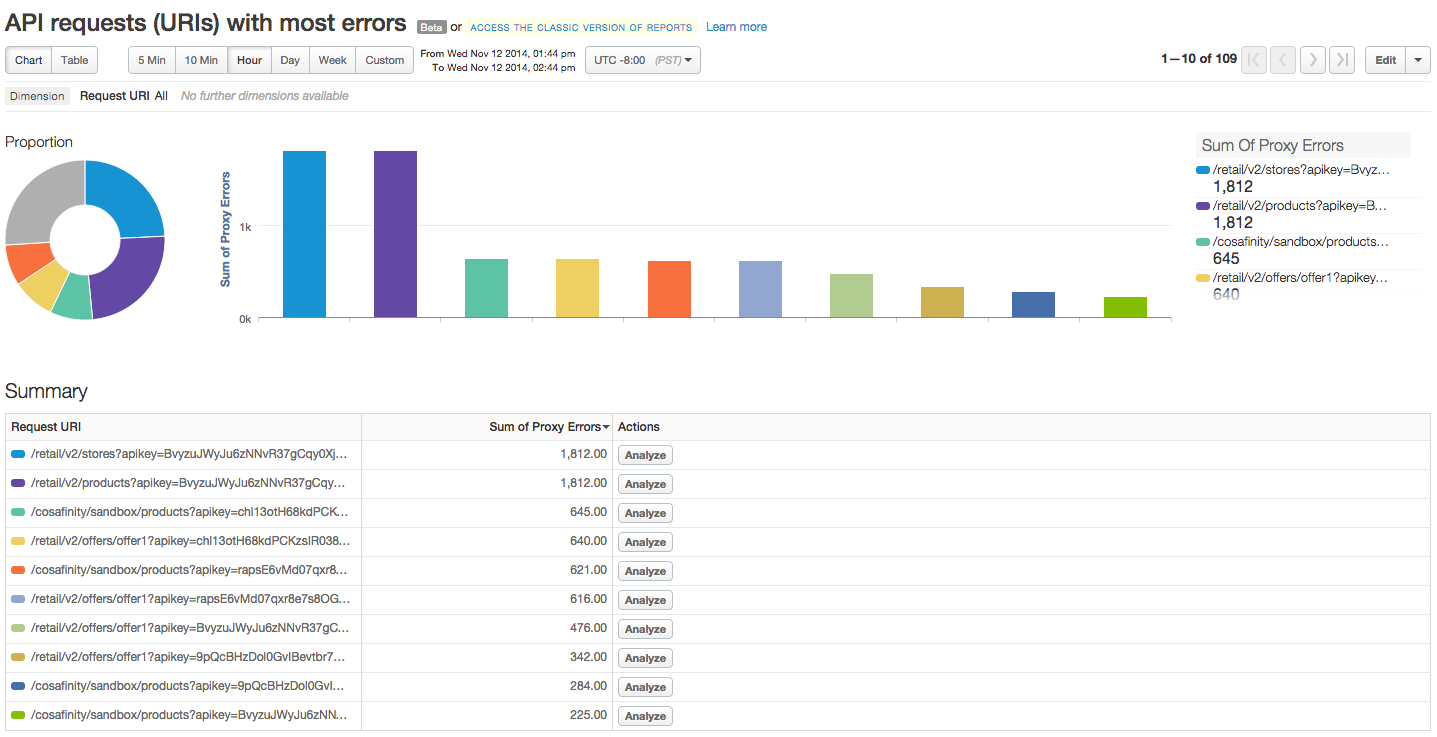 API requests (URIs) with most errors Beta or ACCESS THE CLASSIC VERSION OF REPORTS Learn more
Chart Table 5 Min 10 Min Hour Day Week Custom From Wed Nov 12 2014, 01:44 pm To Wed Nov 12 2014, 02:44 pm UTC -8:00 (PST) 1—10 of 109 Edit
Dimension Request URI All No further dimensions available
Proportion
Sum of Proxy Errors
1k
0k
Sum Of Proxy Errors
/retail/v2/stores?apikey=Bvyz...
1,812
/retail/v2/products?apikey=B...
1,812
/cosafinity/sandbox/products...
645
/retail/v2/offers/offer1?apikey...
640
Summary
Request URI Sum of Proxy Errors Actions
/retail/v2/stores?apikey=BvyzuJWyJu6zNNvR37gCqy0Xj... 1,812.00 Analyze
/retail/v2/products?apikey=BvyzuJWyJu6zNNvR37gCqy... 1,812.00 Analyze
/cosafinity/sandbox/products?apikey=chl13otH68kdPCK... 645.00 Analyze
/retail/v2/offers/offer1?apikey=chl13otH68kdPCKzslR038... 640.00 Analyze
/cosafinity/sandbox/products?apikey=rapsE6vMd07qxr8... 621.00 Analyze
/retail/v2/offers/offer1?apikey=rapsE6vMd07qxr8e7s8OG... 616.00 Analyze
/retail/v2/offers/offer1?apikey=BvyzuJWyJu6zNNvR37gC... 476.00 Analyze
/retail/v2/offers/offer1?apikey=9pQcBHzDol0GvlBevtbr7... 342.00 Analyze
/cosafinity/sandbox/products?apikey=9pQcBHzDol0Gvl... 284.00 Analyze
/cosafinity/sandbox/products?apikey=BvyzuJWyJu6zNN... 225.00 Analyze